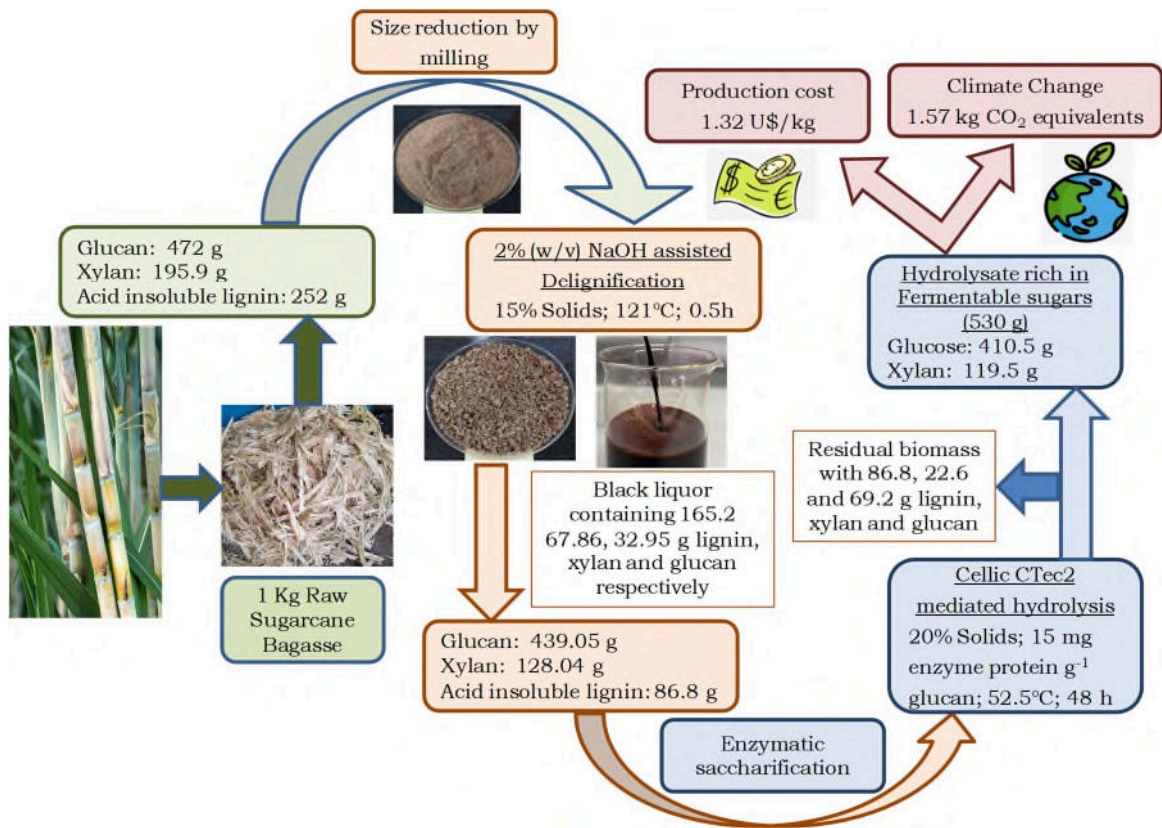 Size reduction by
milling
Production cost
1.32 U$/kg
Climate Change
1.57 kg CO₂ equivalents
Glucan: 472 g
Xylan: 195.9 g
Acid insoluble lignin: 252 g
2% (w/v) NaOH assisted
Delignification
15% Solids; 121°C; 0.5h
Hydrolysate rich in
Fermentable sugars
(530 g)
Glucose: 410.5 g
Xylan: 119.5 g
1 Kg Raw
Sugarcane
Bagasse
Black liquor
containing 165.2
67.86, 32.95 g lignin,
xylan and glucan
respectively
Residual biomass
with 86.8, 22.6
and 69.2 g lignin,
xylan and glucan
Cellic CTec2
mediated hydrolysis
20% Solids; 15 mg
enzyme protein g⁻¹
glucan; 52.5°C; 48 h
Glucan: 439.05 g
Xylan: 128.04 g
Acid insoluble lignin: 86.8 g
Enzymatic
saccharification